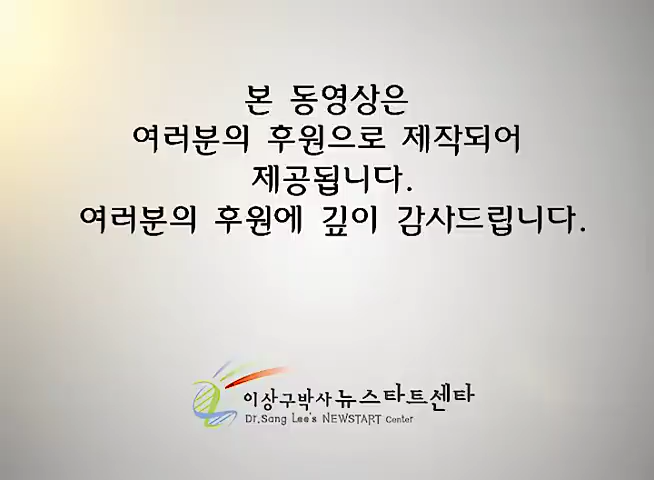 본 동영상은
여러분의 후원으로 제작되어
제공됩니다.
여러분의 후원에 깊이 감사드립니다.
이상구박사 뉴스타트센타
Dr.Sang Lee's NEWSTART Center